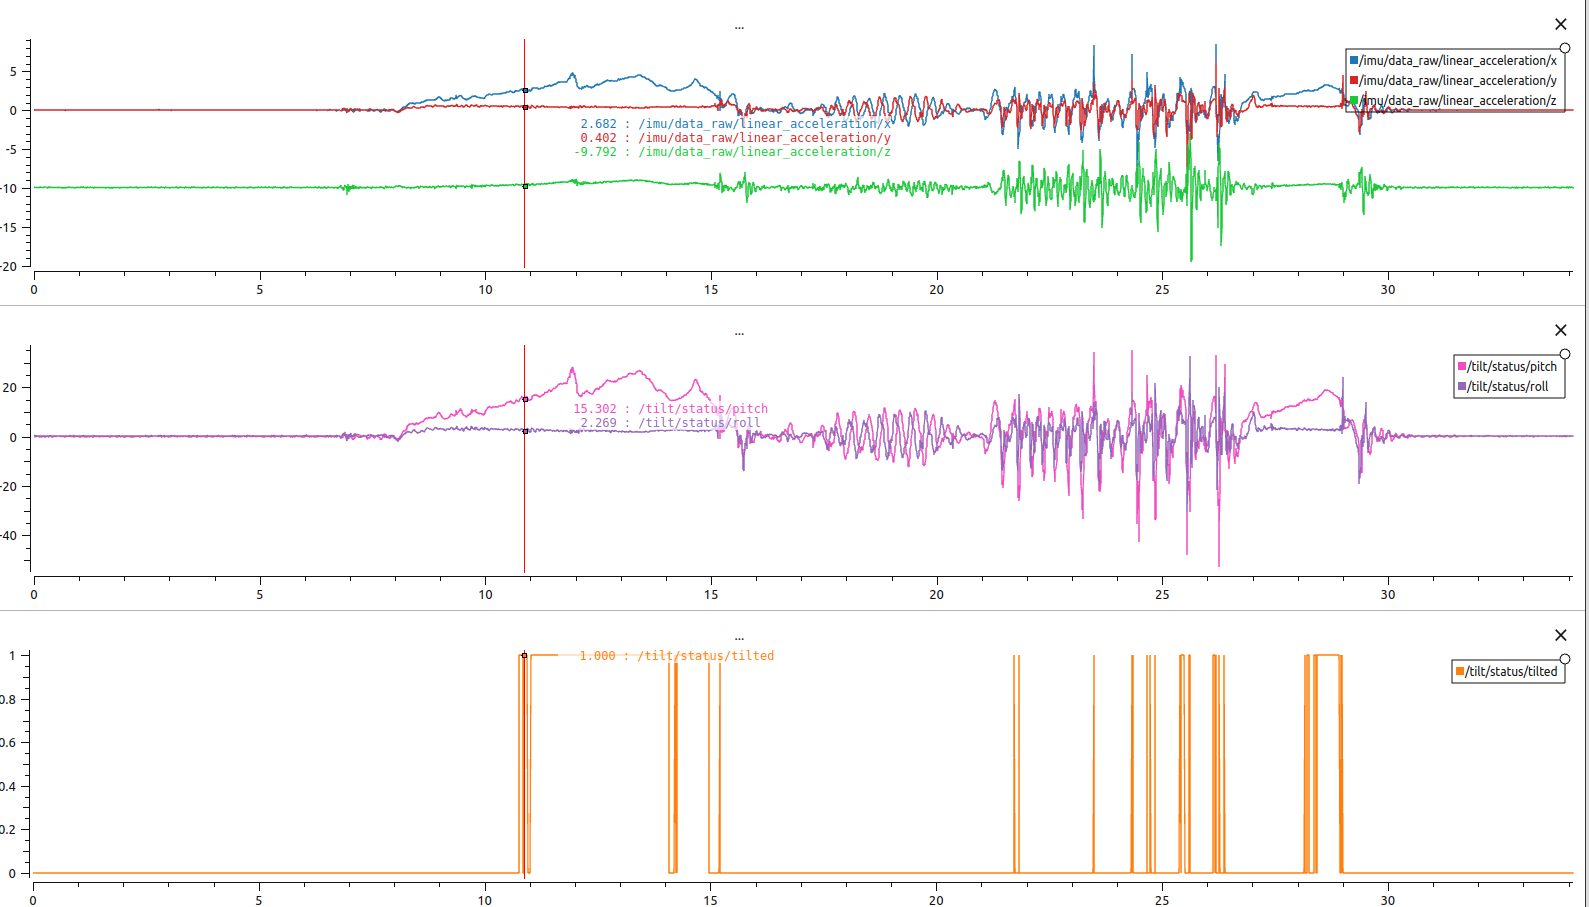 ...
5
0
-5
-10
-15
-20
/imu/data_raw/linear_acceleration/x
/imu/data_raw/linear_acceleration/y
/imu/data_raw/linear_acceleration/z
2.682 : /imu/data_raw/linear_acceleration/x
0.402 : /imu/data_raw/linear_acceleration/y
-9.792 : /imu/data_raw/linear_acceleration/z
0 5 10 15 20 25 30
...
20
0
-20
-40
/tilt/status/pitch
/tilt/status/roll
15.302 : /tilt/status/pitch
2.269 : /tilt/status/roll
0 5 10 15 20 25 30
...
1
0.8
0.6
0.4
0.2
0
1.000 : /tilt/status/tilted
/tilt/status/tilted
0 5 10 15 20 25 30